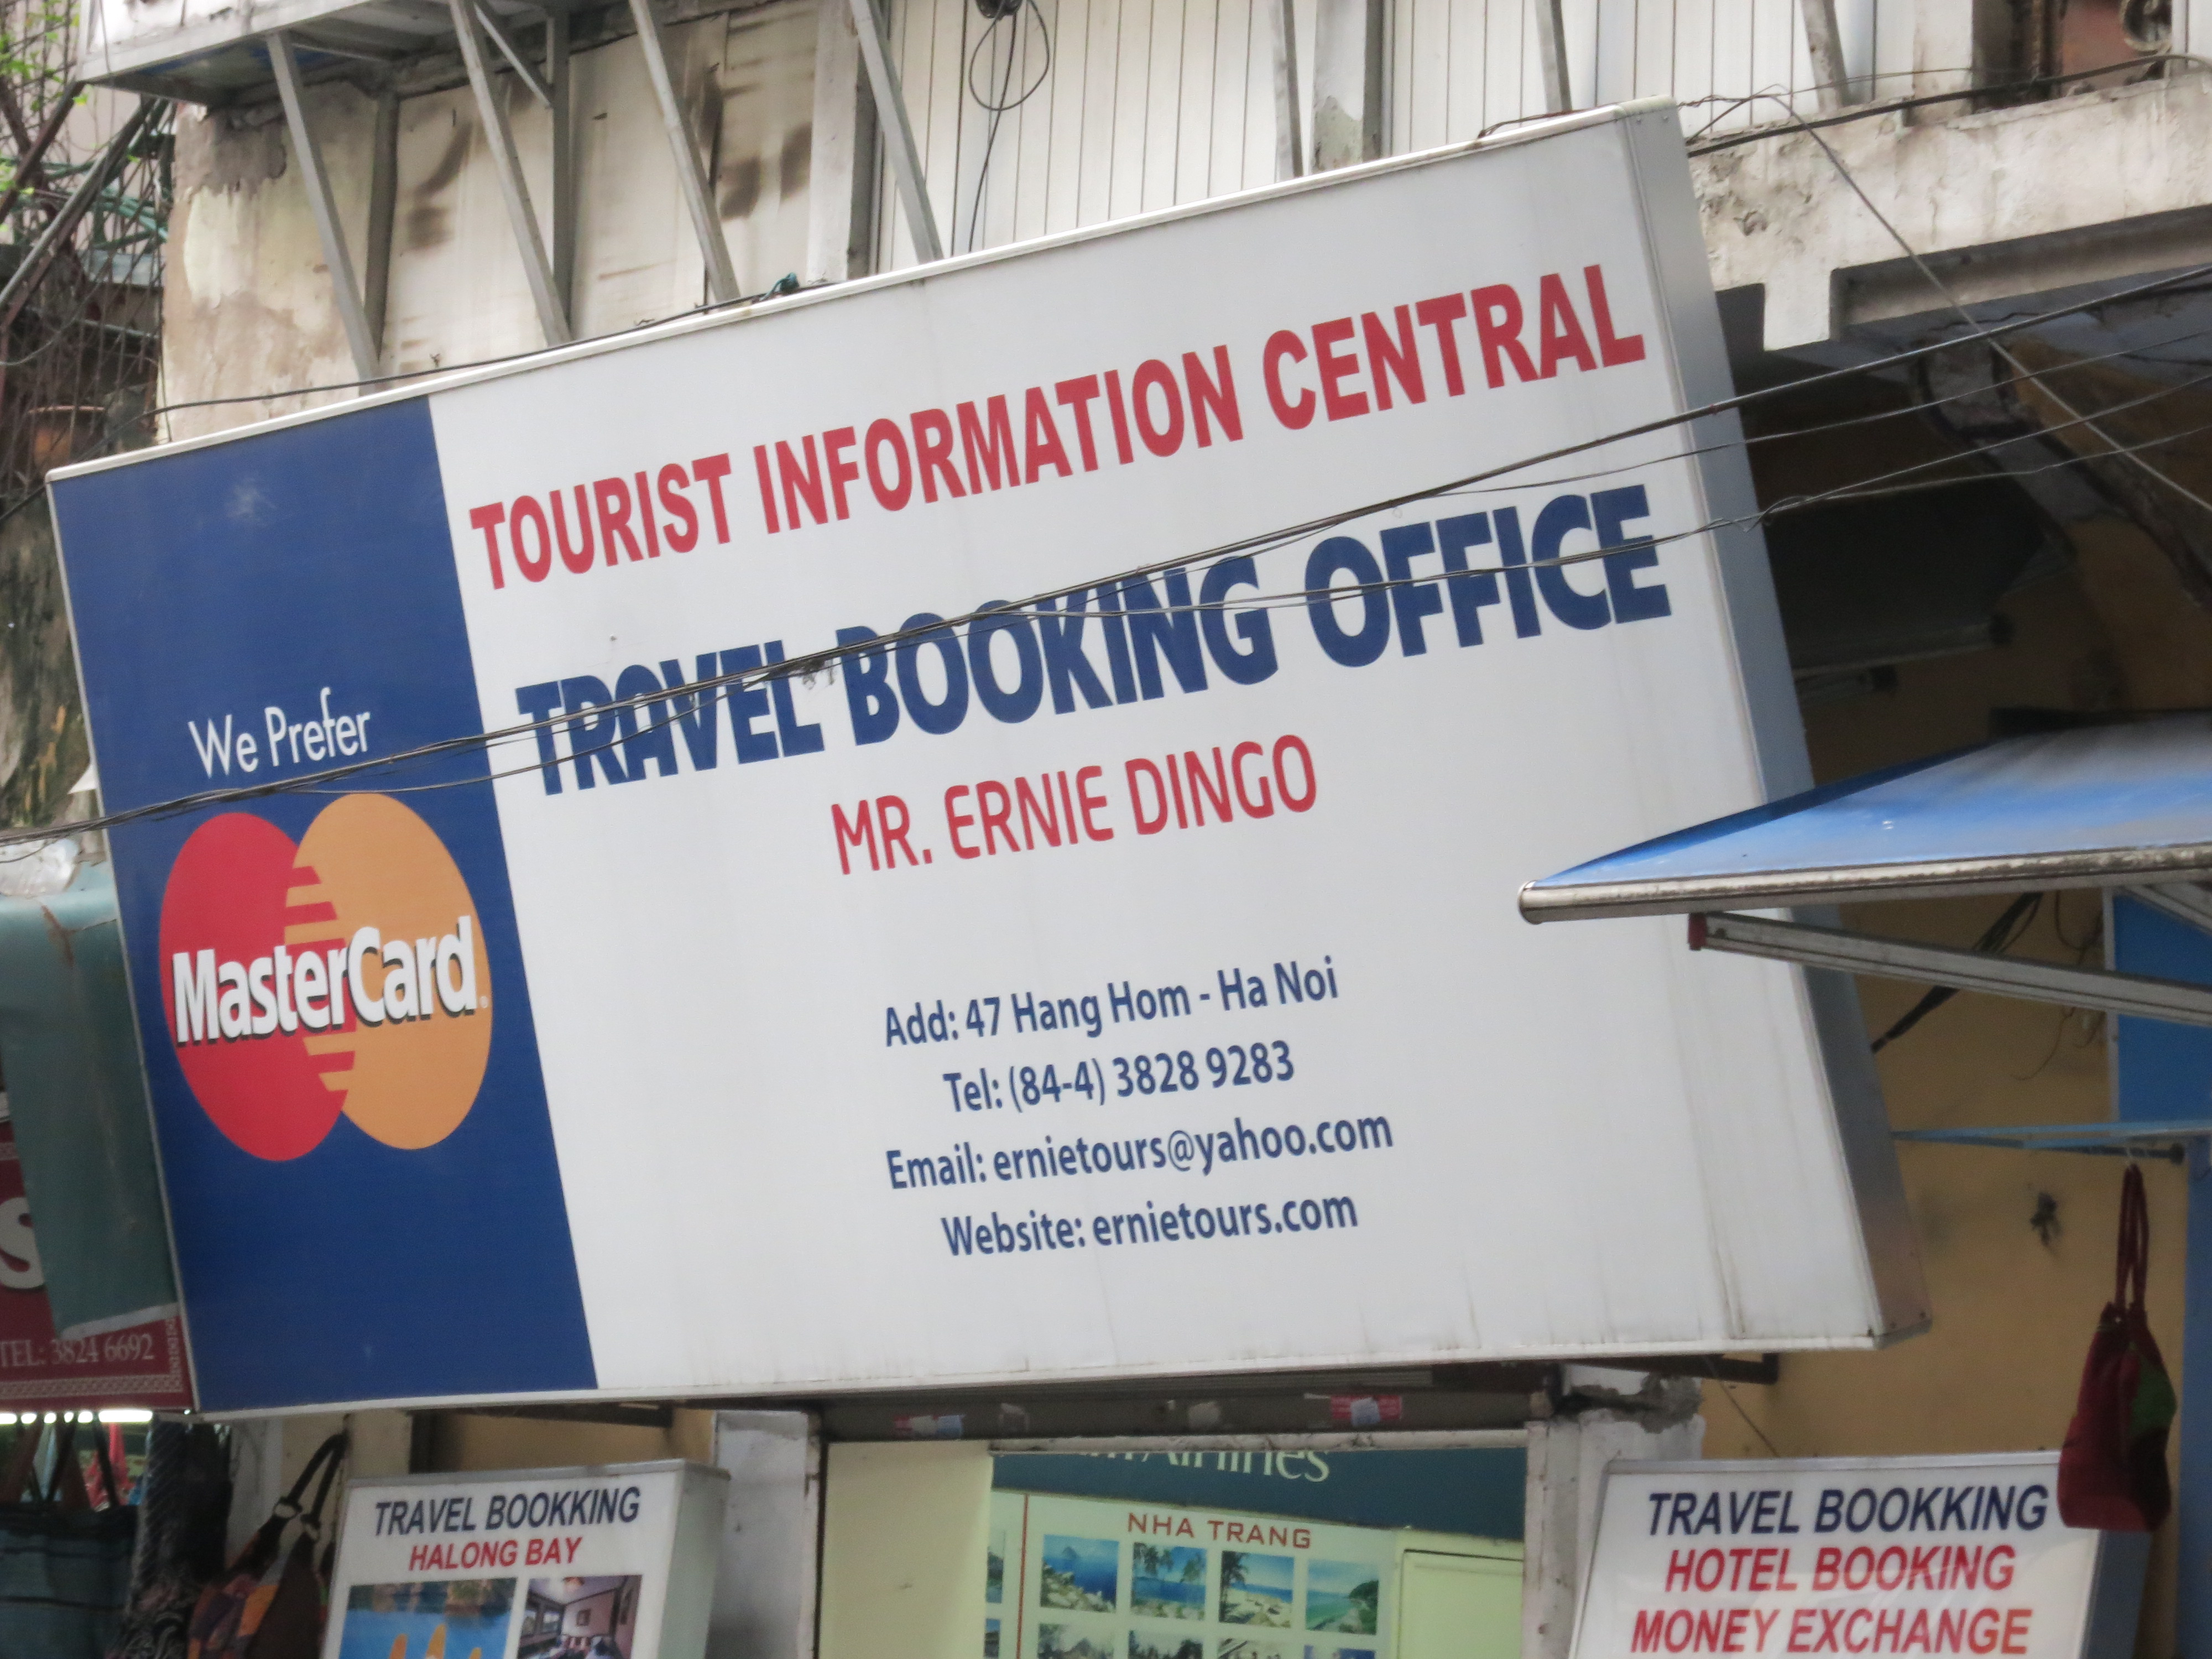 TOURIST INFORMATION CENTRAL
TRAVEL BOOKING OFFICE
MR. ERNIE DINGO
We Prefer
MasterCard
Add: 47 Hang Hom - Ha Noi
Tel: (84-4) 3828 9283
Email: ernietours@yahoo.com
Website: ernietours.com
TEL: 3824 6692
TRAVEL BOOKKING
HALONG BAY
Airlines
NHA TRANG
TRAVEL BOOKKING
HOTEL BOOKING
MONEY EXCHANGE